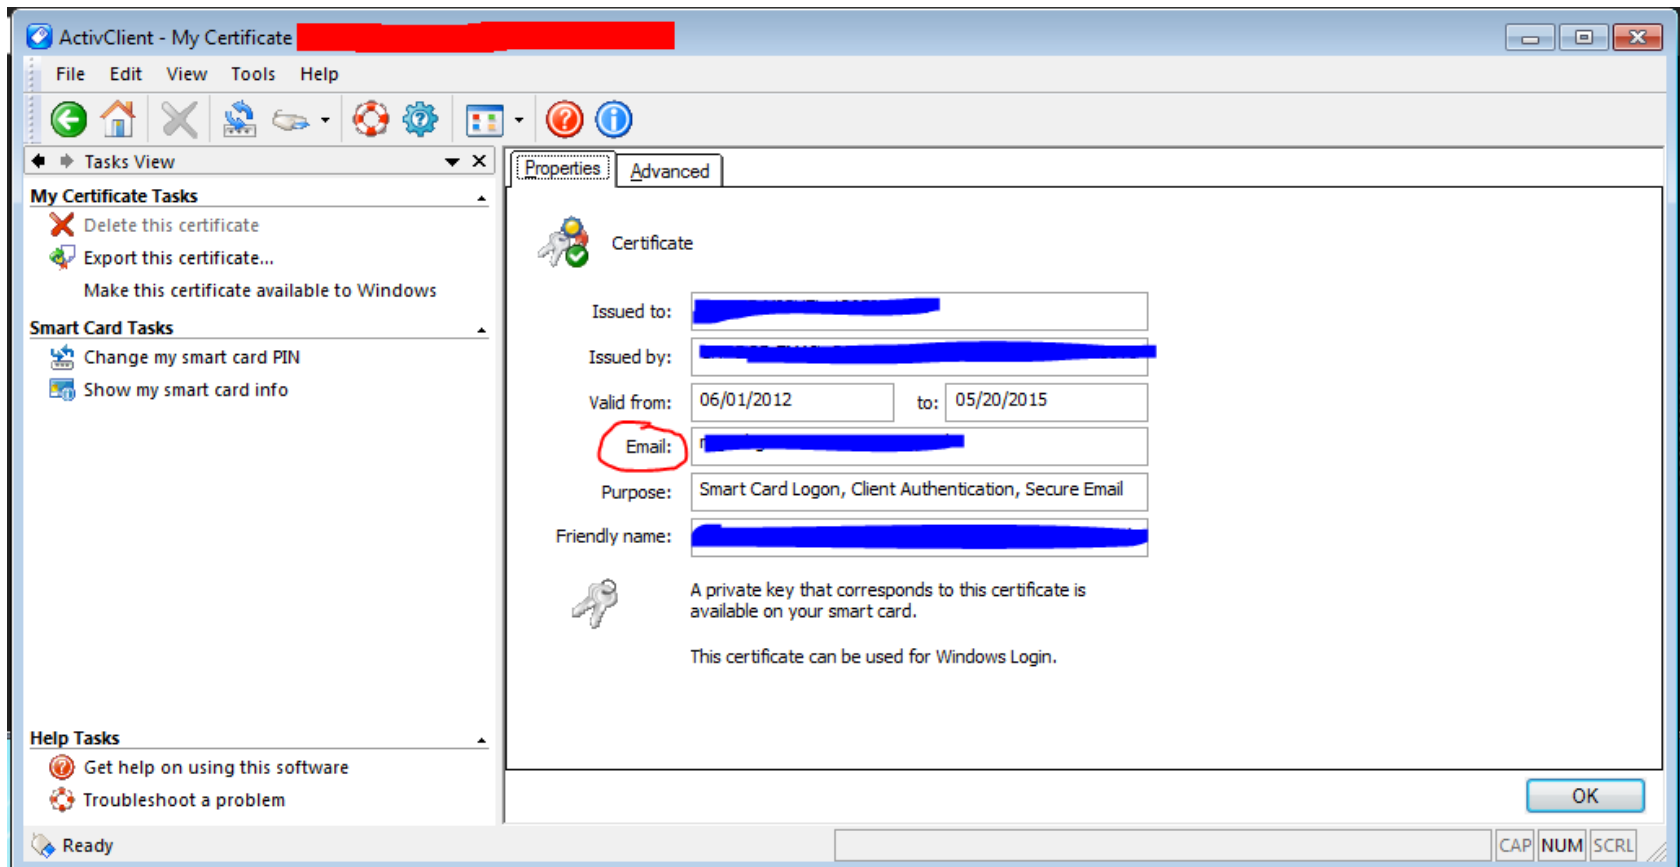 ActivClient - My Certificate
File Edit View Tools Help
Tasks View
My Certificate Tasks
Delete this certificate
Export this certificate...
Make this certificate available to Windows
Smart Card Tasks
Change my smart card PIN
Show my smart card info
Help Tasks
Get help on using this software
Troubleshoot a problem
Properties Advanced
Certificate
Issued to:
Issued by:
Valid from: 06/01/2012 to: 05/20/2015
Email:
Purpose: Smart Card Logon, Client Authentication, Secure Email
Friendly name:
A private key that corresponds to this certificate is
available on your smart card.
This certificate can be used for Windows Login.
OK
Ready CAP NUM SCRL